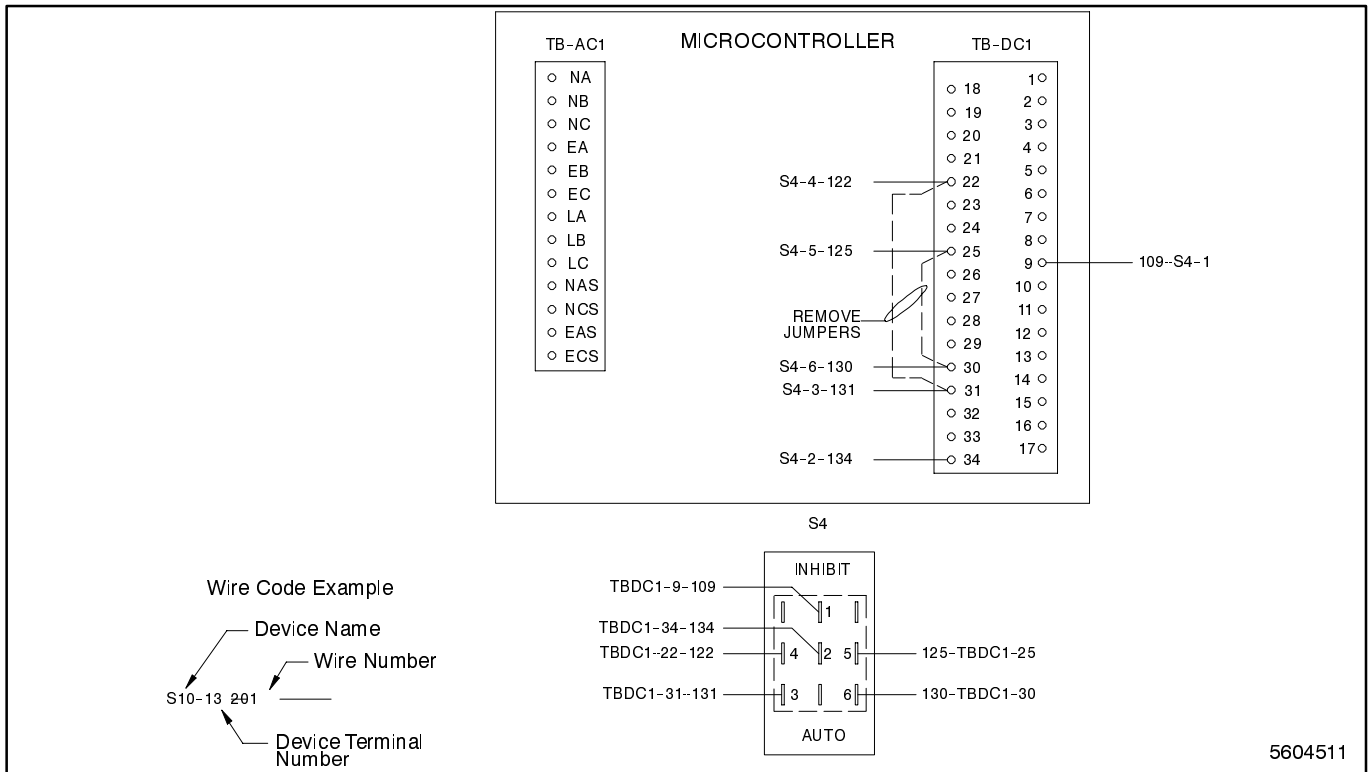 MICROCONTROLLER
TB-AC1
NA
NB
NC
EA
EB
EC
LA
LB
LC
NAS
NCS
EAS
ECS
TB-DC1
18
19
20
21
22
23
24
25
26
27
28
29
30
31
32
33
34
1
2
3
4
5
6
7
8
9
10
11
12
13
14
15
16
17
S4-4-122
S4-5-125
REMOVE
JUMPERS
S4-6-130
S4-3-131
S4-2-134
109--S4-1
S4
INHIBIT
TBDC1-9-109
1
TBDC1-34-134
TBDC1--22-122
4
2
5
125-TBDC1-25
TBDC1-31--131
3
6
130-TBDC1-30
AUTO
Wire Code Example
Device Name
Wire Number
S10-13 201
Device Terminal
Number
5604511